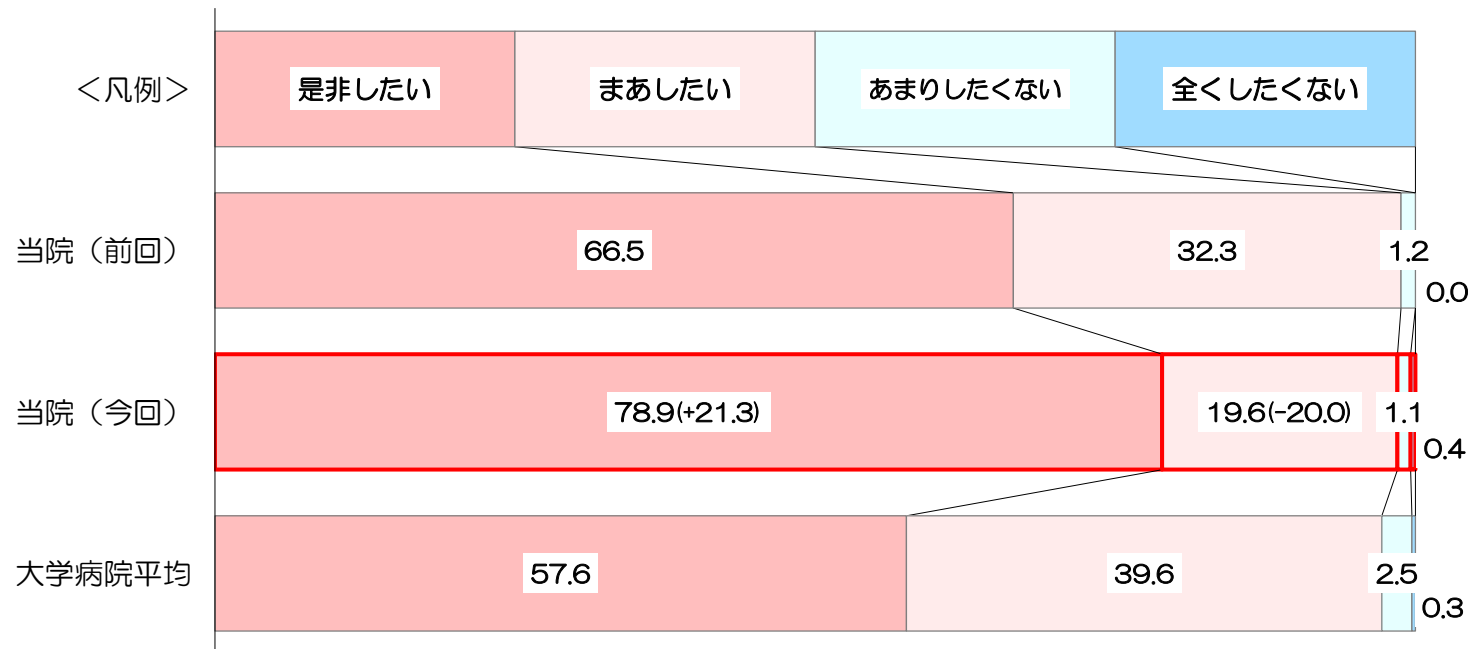 ＜凡例＞ 是非したい まあしたい あまりしたくない 全くしたくない
当院（前回） 66.5 32.3 1.2 0.0
当院（今回） 78.9(+21.3) 19.6(-20.0) 1.1 0.4
大学病院平均 57.6 39.6 2.5 0.3